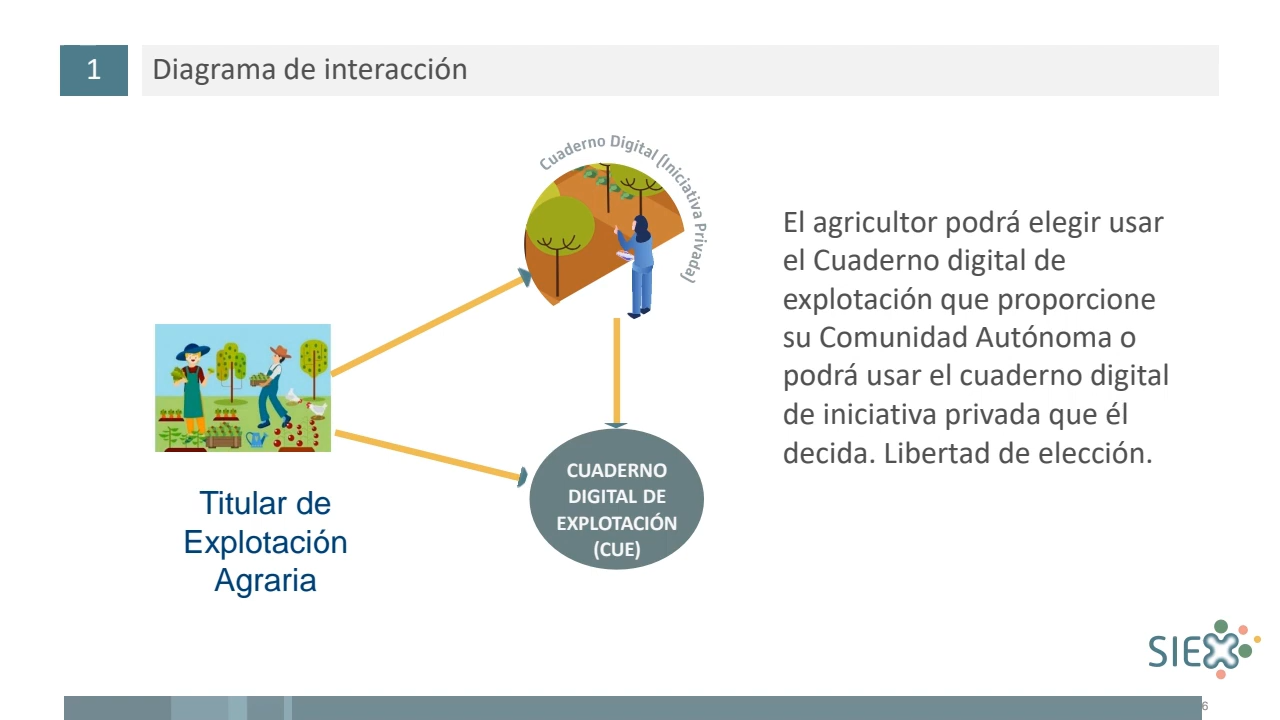 1
Diagrama de interacción
Cuaderno Digital (Iniciativa Privada)
El agricultor podrá elegir usar
el Cuaderno digital de
explotación que proporcione
su Comunidad Autónoma o
podrá usar el cuaderno digital
de iniciativa privada que él
decida. Libertad de elección.
CUADERNO
DIGITAL DE
EXPLOTACIÓN
(CUE)
Titular de
Explotación
Agraria
SIEX
6